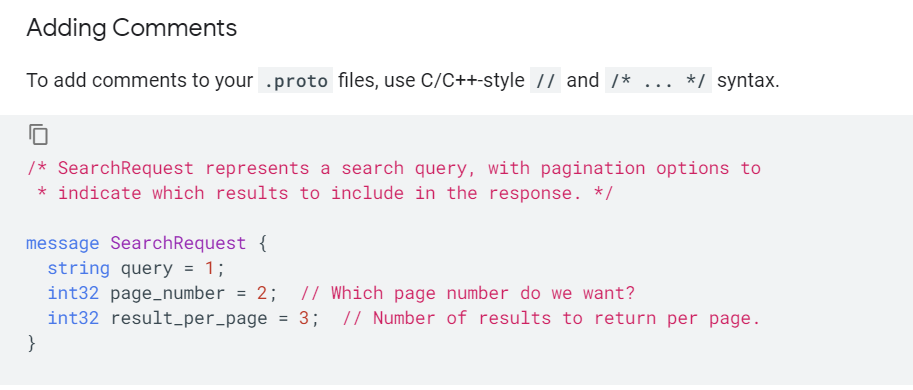 Adding Comments
To add comments to your .proto files, use C/C++-style // and /* ... */ syntax.
/* SearchRequest represents a search query, with pagination options to
 * indicate which results to include in the response. */
message SearchRequest {
  string query = 1;
  int32 page_number = 2;  // Which page number do we want?
  int32 result_per_page = 3;  // Number of results to return per page.
}